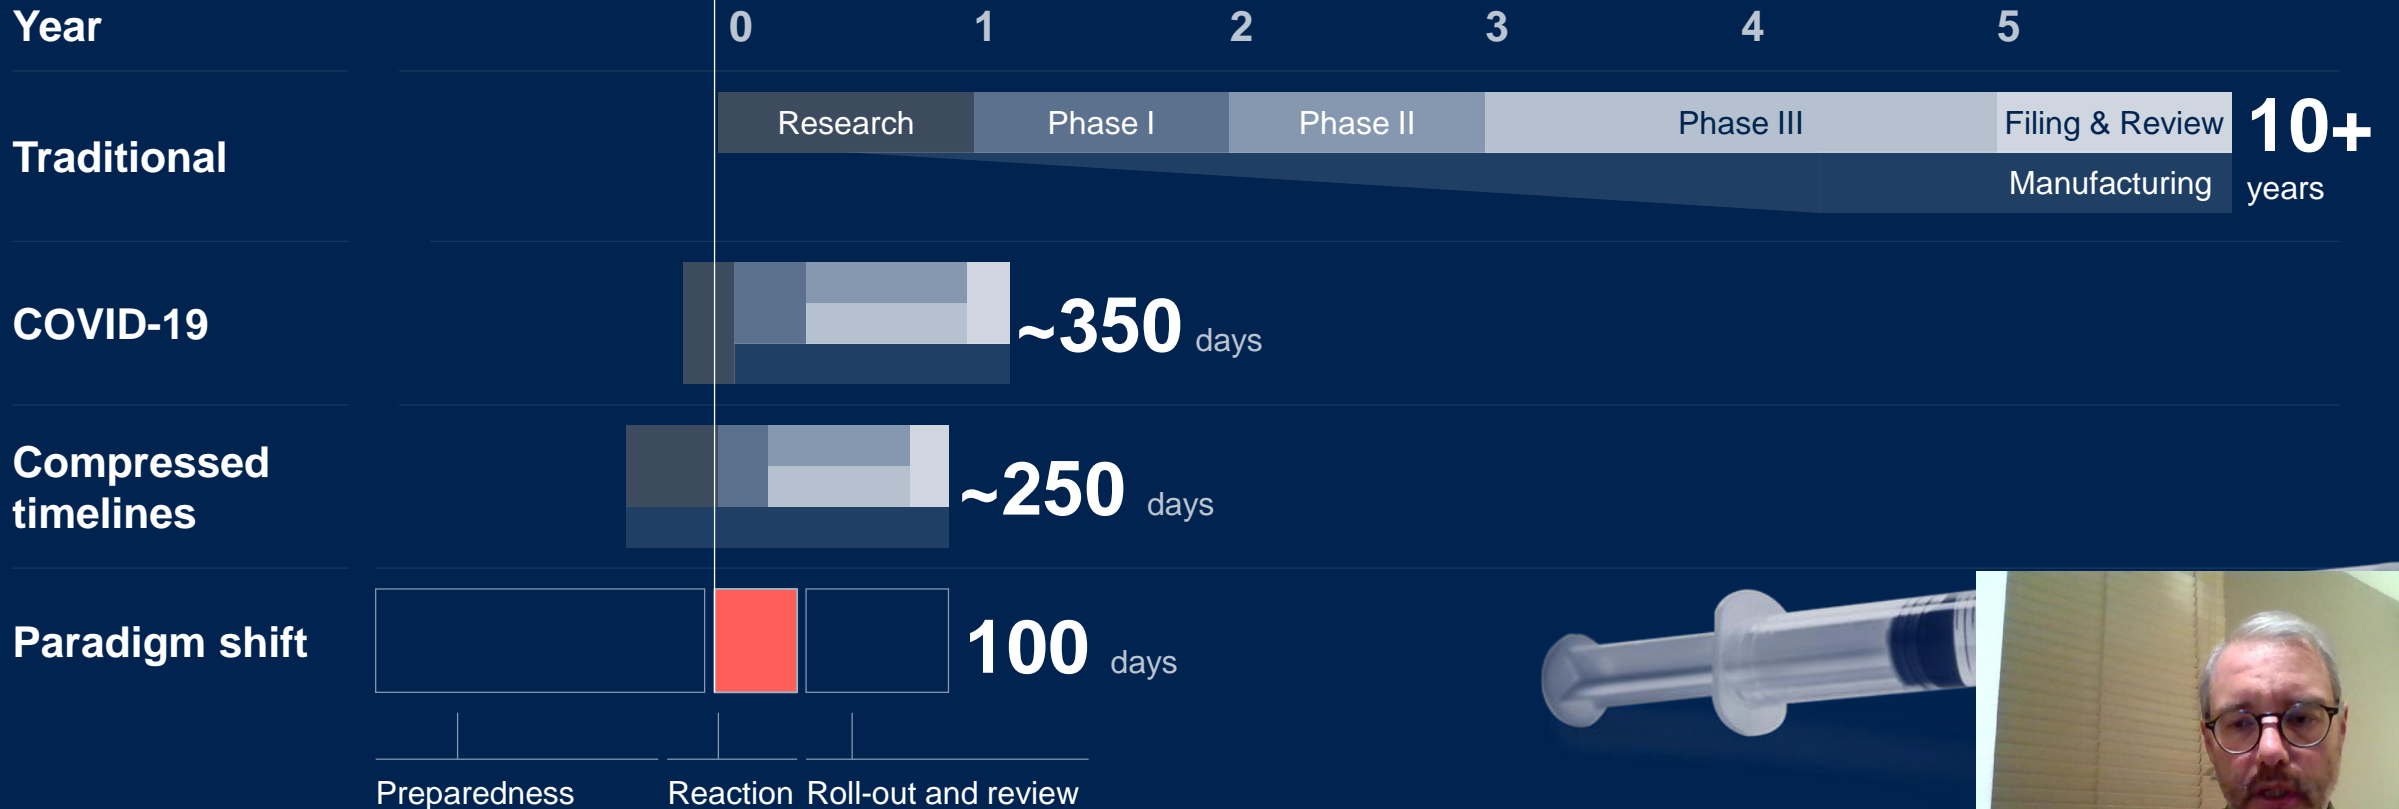 Year 0 1 2 3 4 5
Research Phase I Phase II Phase III Filing & Review 10+
Traditional
Manufacturing years
COVID-19 ~350 days
Compressed
timelines
~250 days
Paradigm shift 100 days
Preparedness Reaction Roll-out and review